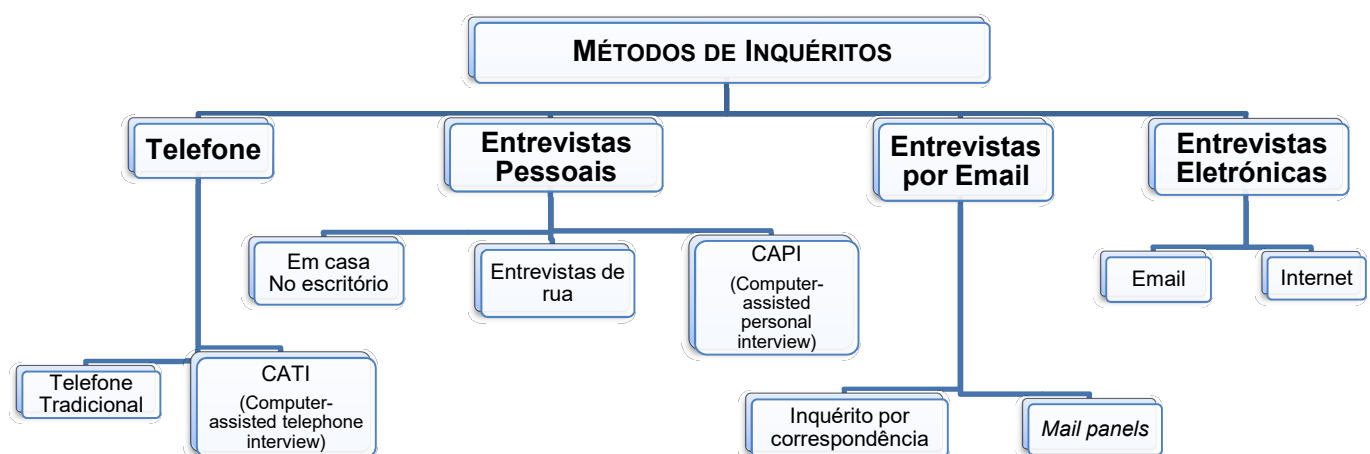 MÉTODOS DE INQUÉRITOS
Telefone
Entrevistas
Pessoais
Entrevistas
por Email
Entrevistas
Eletrónicas
Em casa
No escritório
Entrevistas de
rua
CAPI
(Computer-
assisted
personal
interview)
Email
Internet
Telefone
Tradicional
CATI
(Computer-
assisted telephone
interview)
Inquérito por
correspondência
Mail panels